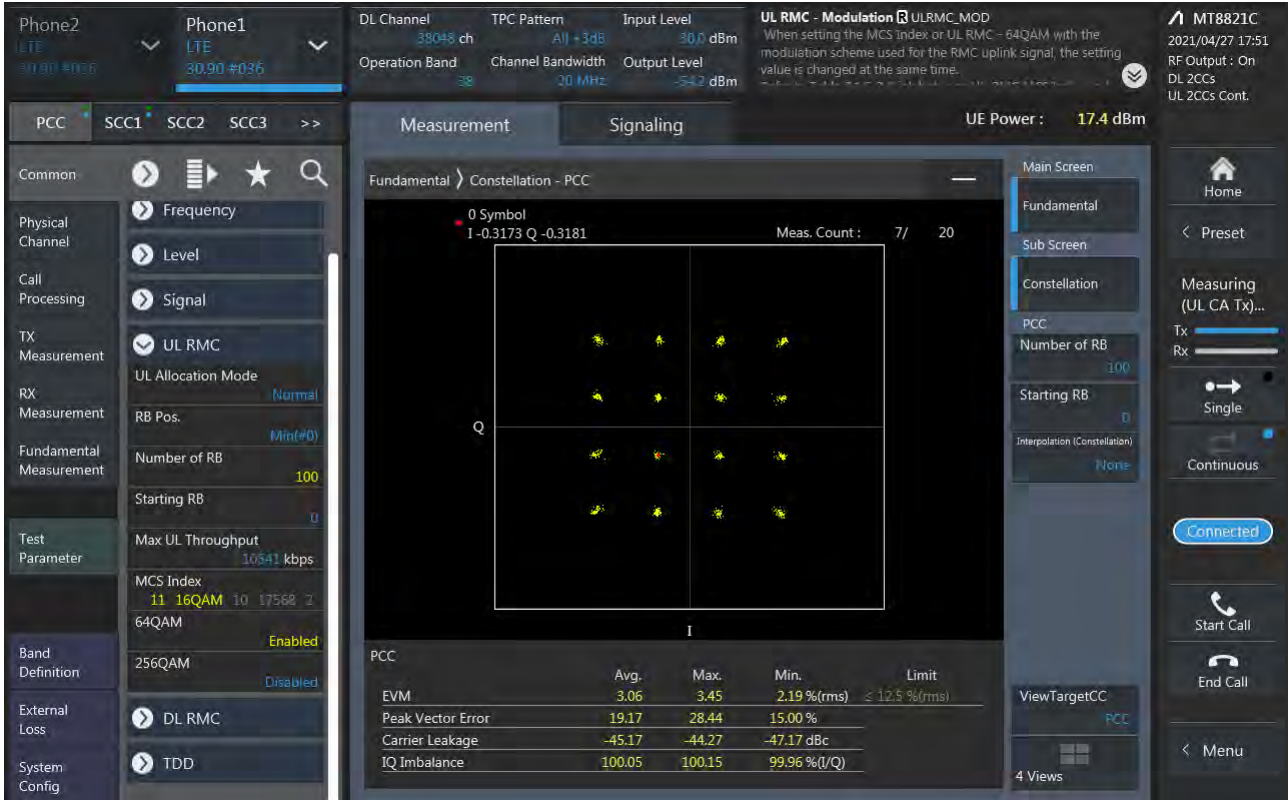 Phone2
LTE
30.90 #036
Phone1
LTE
30.90 #036
DL Channel
38048 ch
TPC Pattern
All +3dB
Input Level
30.0 dBm
Operation Band
38
Channel Bandwidth
20 MHz
Output Level
-54.2 dBm
UL RMC - Modulation R ULRMC_MOD
When setting the MCS Index or UL RMC - 64QAM with the
modulation scheme used for the RMC uplink signal, the setting
value is changed at the same time.
MT8821C
2021/04/27 17:51
RF Output : On
DL 2CCs
UL 2CCs Cont.
PCC SCC1 SCC2 SCC3 >>
Measurement
Signaling
UE Power : 17.4 dBm
Common
Physical
Channel
Call
Processing
TX
Measurement
RX
Measurement
Fundamental
Measurement
Test
Parameter
Band
Definition
External
Loss
System
Config
Frequency
Level
Signal
UL RMC
UL Allocation Mode
Normal
RB Pos.
Min(#0)
Number of RB
100
Starting RB
0
Max UL Throughput
10541 kbps
MCS Index
11 16QAM 10 17568 2
64QAM
Enabled
256QAM
Disabled
DL RMC
TDD
Fundamental > Constellation - PCC
0 Symbol
I -0.3173 Q -0.3181
Meas. Count : 7/ 20
Q
I
PCC
Avg. Max. Min. Limit
EVM 3.06 3.45 2.19 %(rms) ≤ 12.5 %(rms)
Peak Vector Error 19.17 28.44 15.00 %
Carrier Leakage -45.17 -44.27 -47.17 dBc
IQ Imbalance 100.05 100.15 99.96 %(I/Q)
Main Screen
Fundamental
Sub Screen
Constellation
PCC
Number of RB
100
Starting RB
0
Interpolation (Constellation)
None
ViewTargetCC
PCC
4 Views
Home
< Preset
Measuring
(UL CA Tx)...
Tx
Rx
Single
Continuous
Connected
Start Call
End Call
< Menu